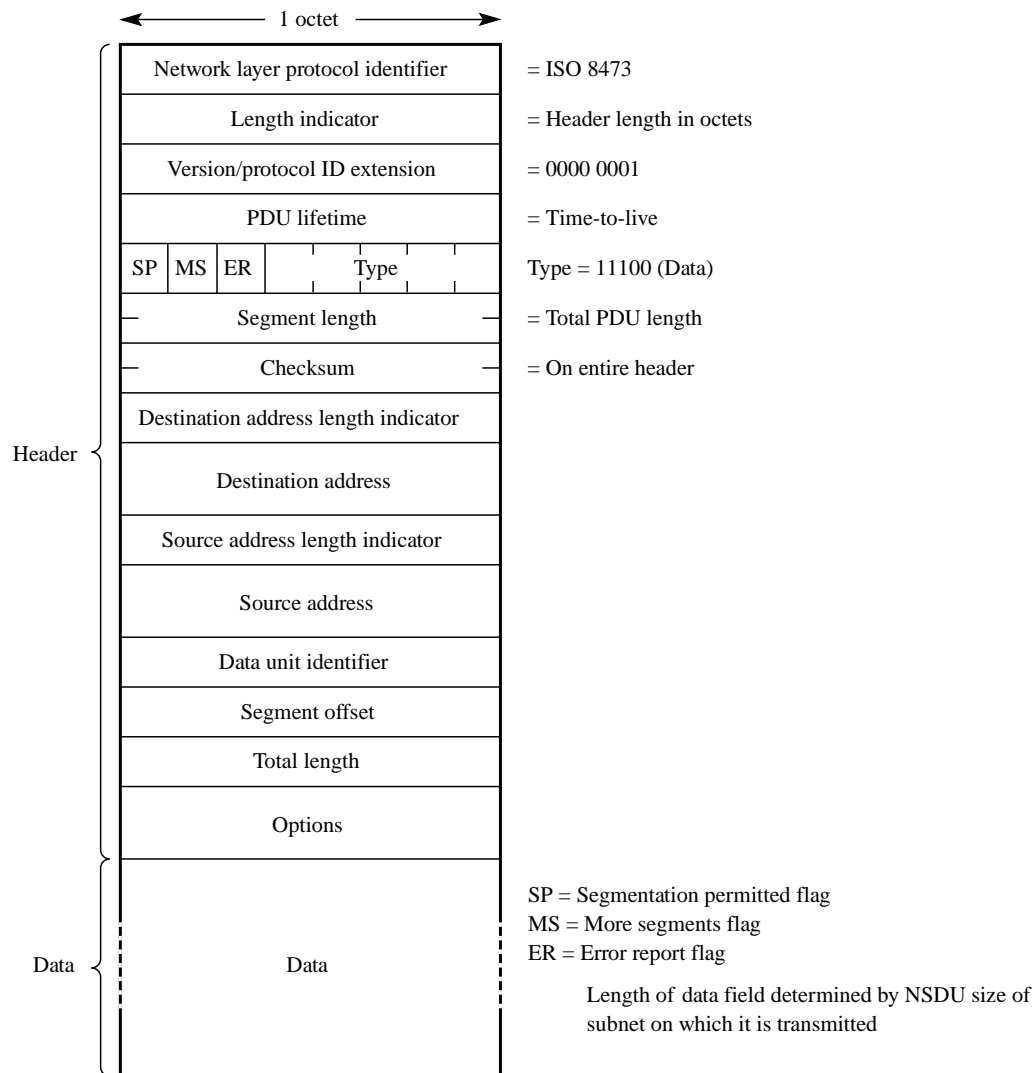 1 octet
Network layer protocol identifier = ISO 8473
Length indicator = Header length in octets
Version/protocol ID extension = 0000 0001
PDU lifetime = Time-to-live
SP MS ER Type Type = 11100 (Data)
Segment length = Total PDU length
Checksum = On entire header
Destination address length indicator
Header
Destination address
Source address length indicator
Source address
Data unit identifier
Segment offset
Total length
Options
SP = Segmentation permitted flag
MS = More segments flag
ER = Error report flag
Data Data
Length of data field determined by NSDU size of
subnet on which it is transmitted